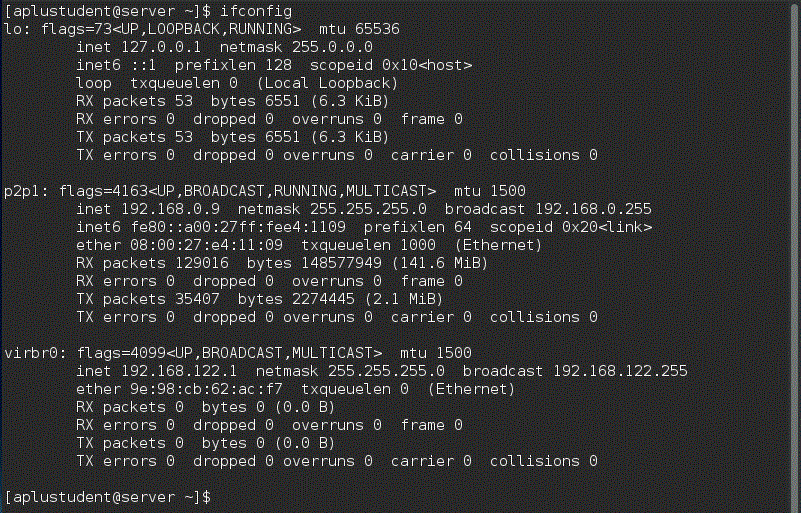 [aplustudent@server ~]$ ifconfig
lo: flags=73<UP,LOOPBACK,RUNNING>  mtu 65536
        inet 127.0.0.1  netmask 255.0.0.0
        inet6 ::1  prefixlen 128  scopeid 0x10<host>
        loop  txqueuelen 0  (Local Loopback)
        RX packets 53  bytes 6551 (6.3 KiB)
        RX errors 0  dropped 0  overruns 0  frame 0
        TX packets 53  bytes 6551 (6.3 KiB)
        TX errors 0  dropped 0 overruns 0  carrier 0  collisions 0

p2p1: flags=4163<UP,BROADCAST,RUNNING,MULTICAST>  mtu 1500
        inet 192.168.0.9  netmask 255.255.255.0  broadcast 192.168.0.255
        inet6 fe80::a00:27ff:fee4:1109  prefixlen 64  scopeid 0x20<link>
        ether 08:00:27:e4:11:09  txqueuelen 1000  (Ethernet)
        RX packets 129016  bytes 148577949 (141.6 MiB)
        RX errors 0  dropped 0  overruns 0  frame 0
        TX packets 35407  bytes 2274445 (2.1 MiB)
        TX errors 0  dropped 0 overruns 0  carrier 0  collisions 0

virbr0: flags=4099<UP,BROADCAST,MULTICAST>  mtu 1500
        inet 192.168.122.1  netmask 255.255.255.0  broadcast 192.168.122.255
        ether 9e:98:cb:62:ac:f7  txqueuelen 0  (Ethernet)
        RX packets 0  bytes 0 (0.0 B)
        RX errors 0  dropped 0  overruns 0  frame 0
        TX packets 0  bytes 0 (0.0 B)
        TX errors 0  dropped 0 overruns 0  carrier 0  collisions 0

[aplustudent@server ~]$